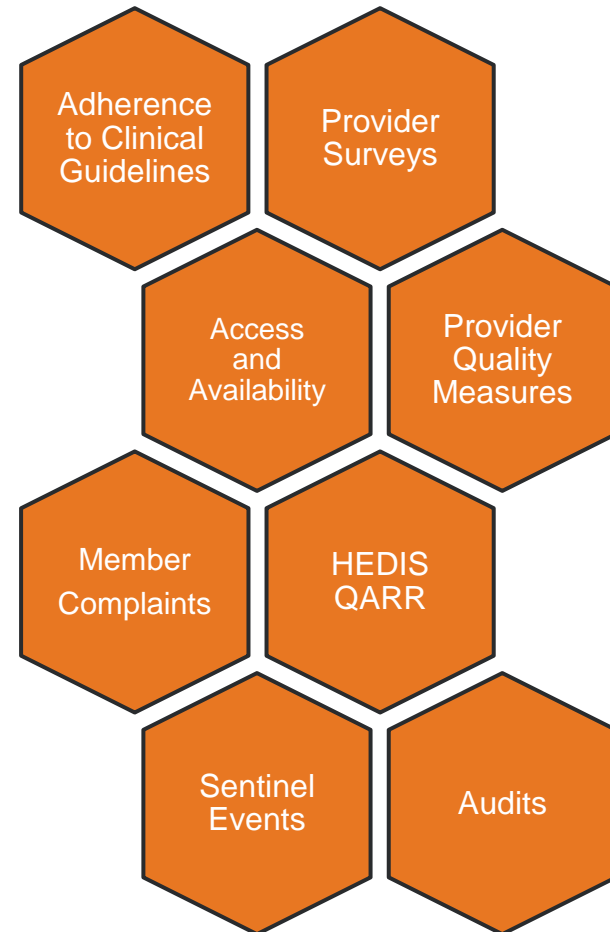 Adherence
to Clinical
Guidelines
Provider
Surveys
Access
and
Availability
Provider
Quality
Measures
Member
Complaints
HEDIS
QARR
Sentinel
Events
Audits